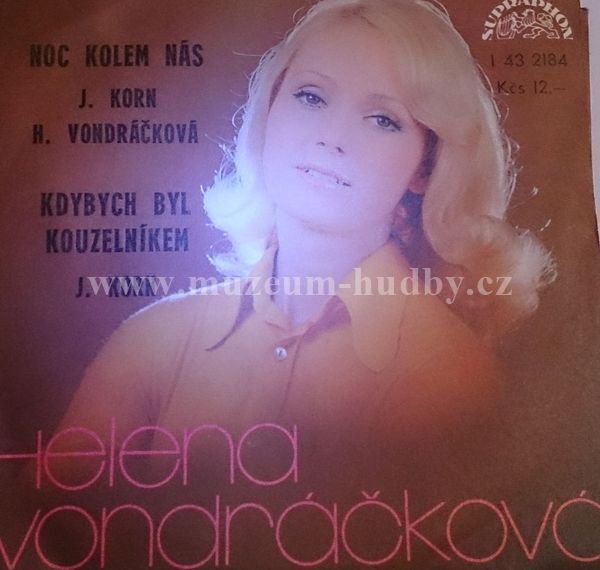 NOC KOLEM NÁS
J. KORN
H. VONDRÁČKOVÁ
KDYBYCH BYL
KOUZELNÍKEM
J. KORN
SUPRAPHON
1 43 2184
Kčs 12,–
www.muzeum-hudby.cz
Helena
vondráčková